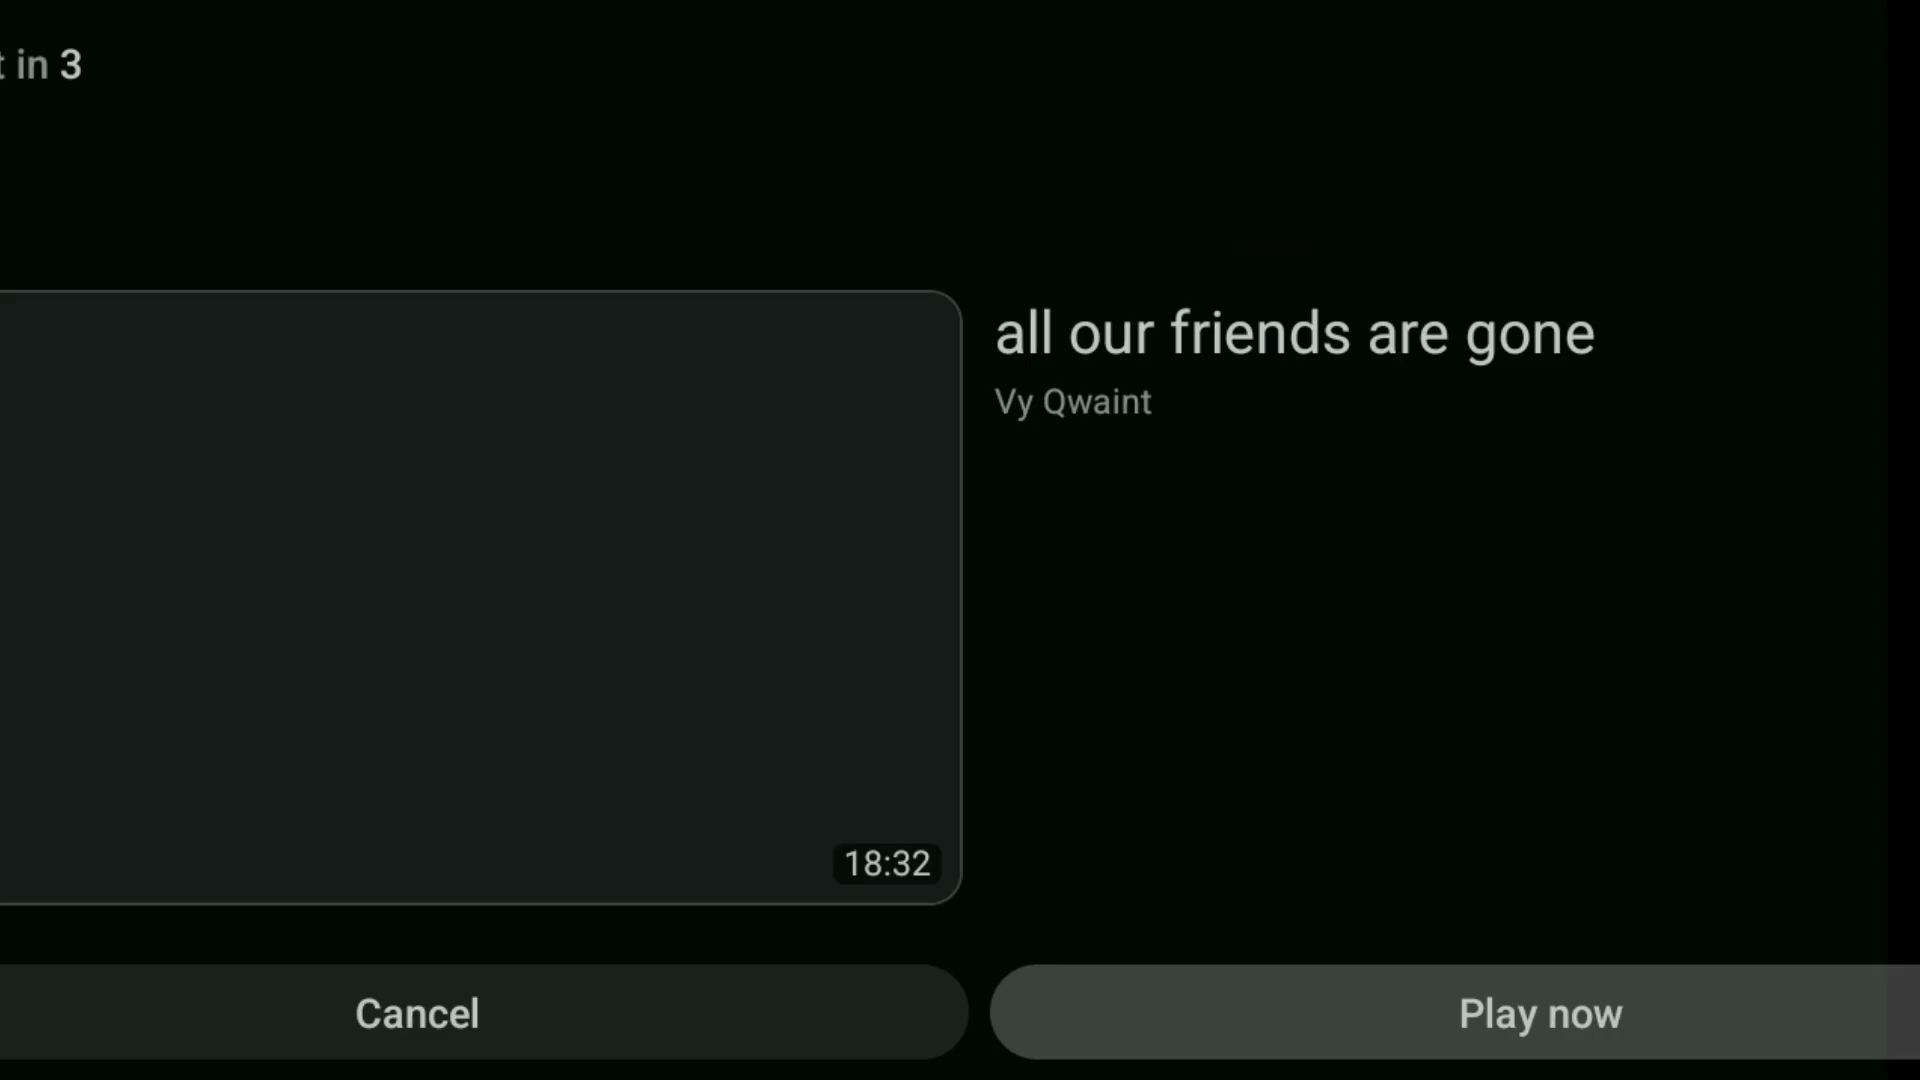 t in 3
all our friends are gone
Vy Qwaint
18:32
Cancel
Play now